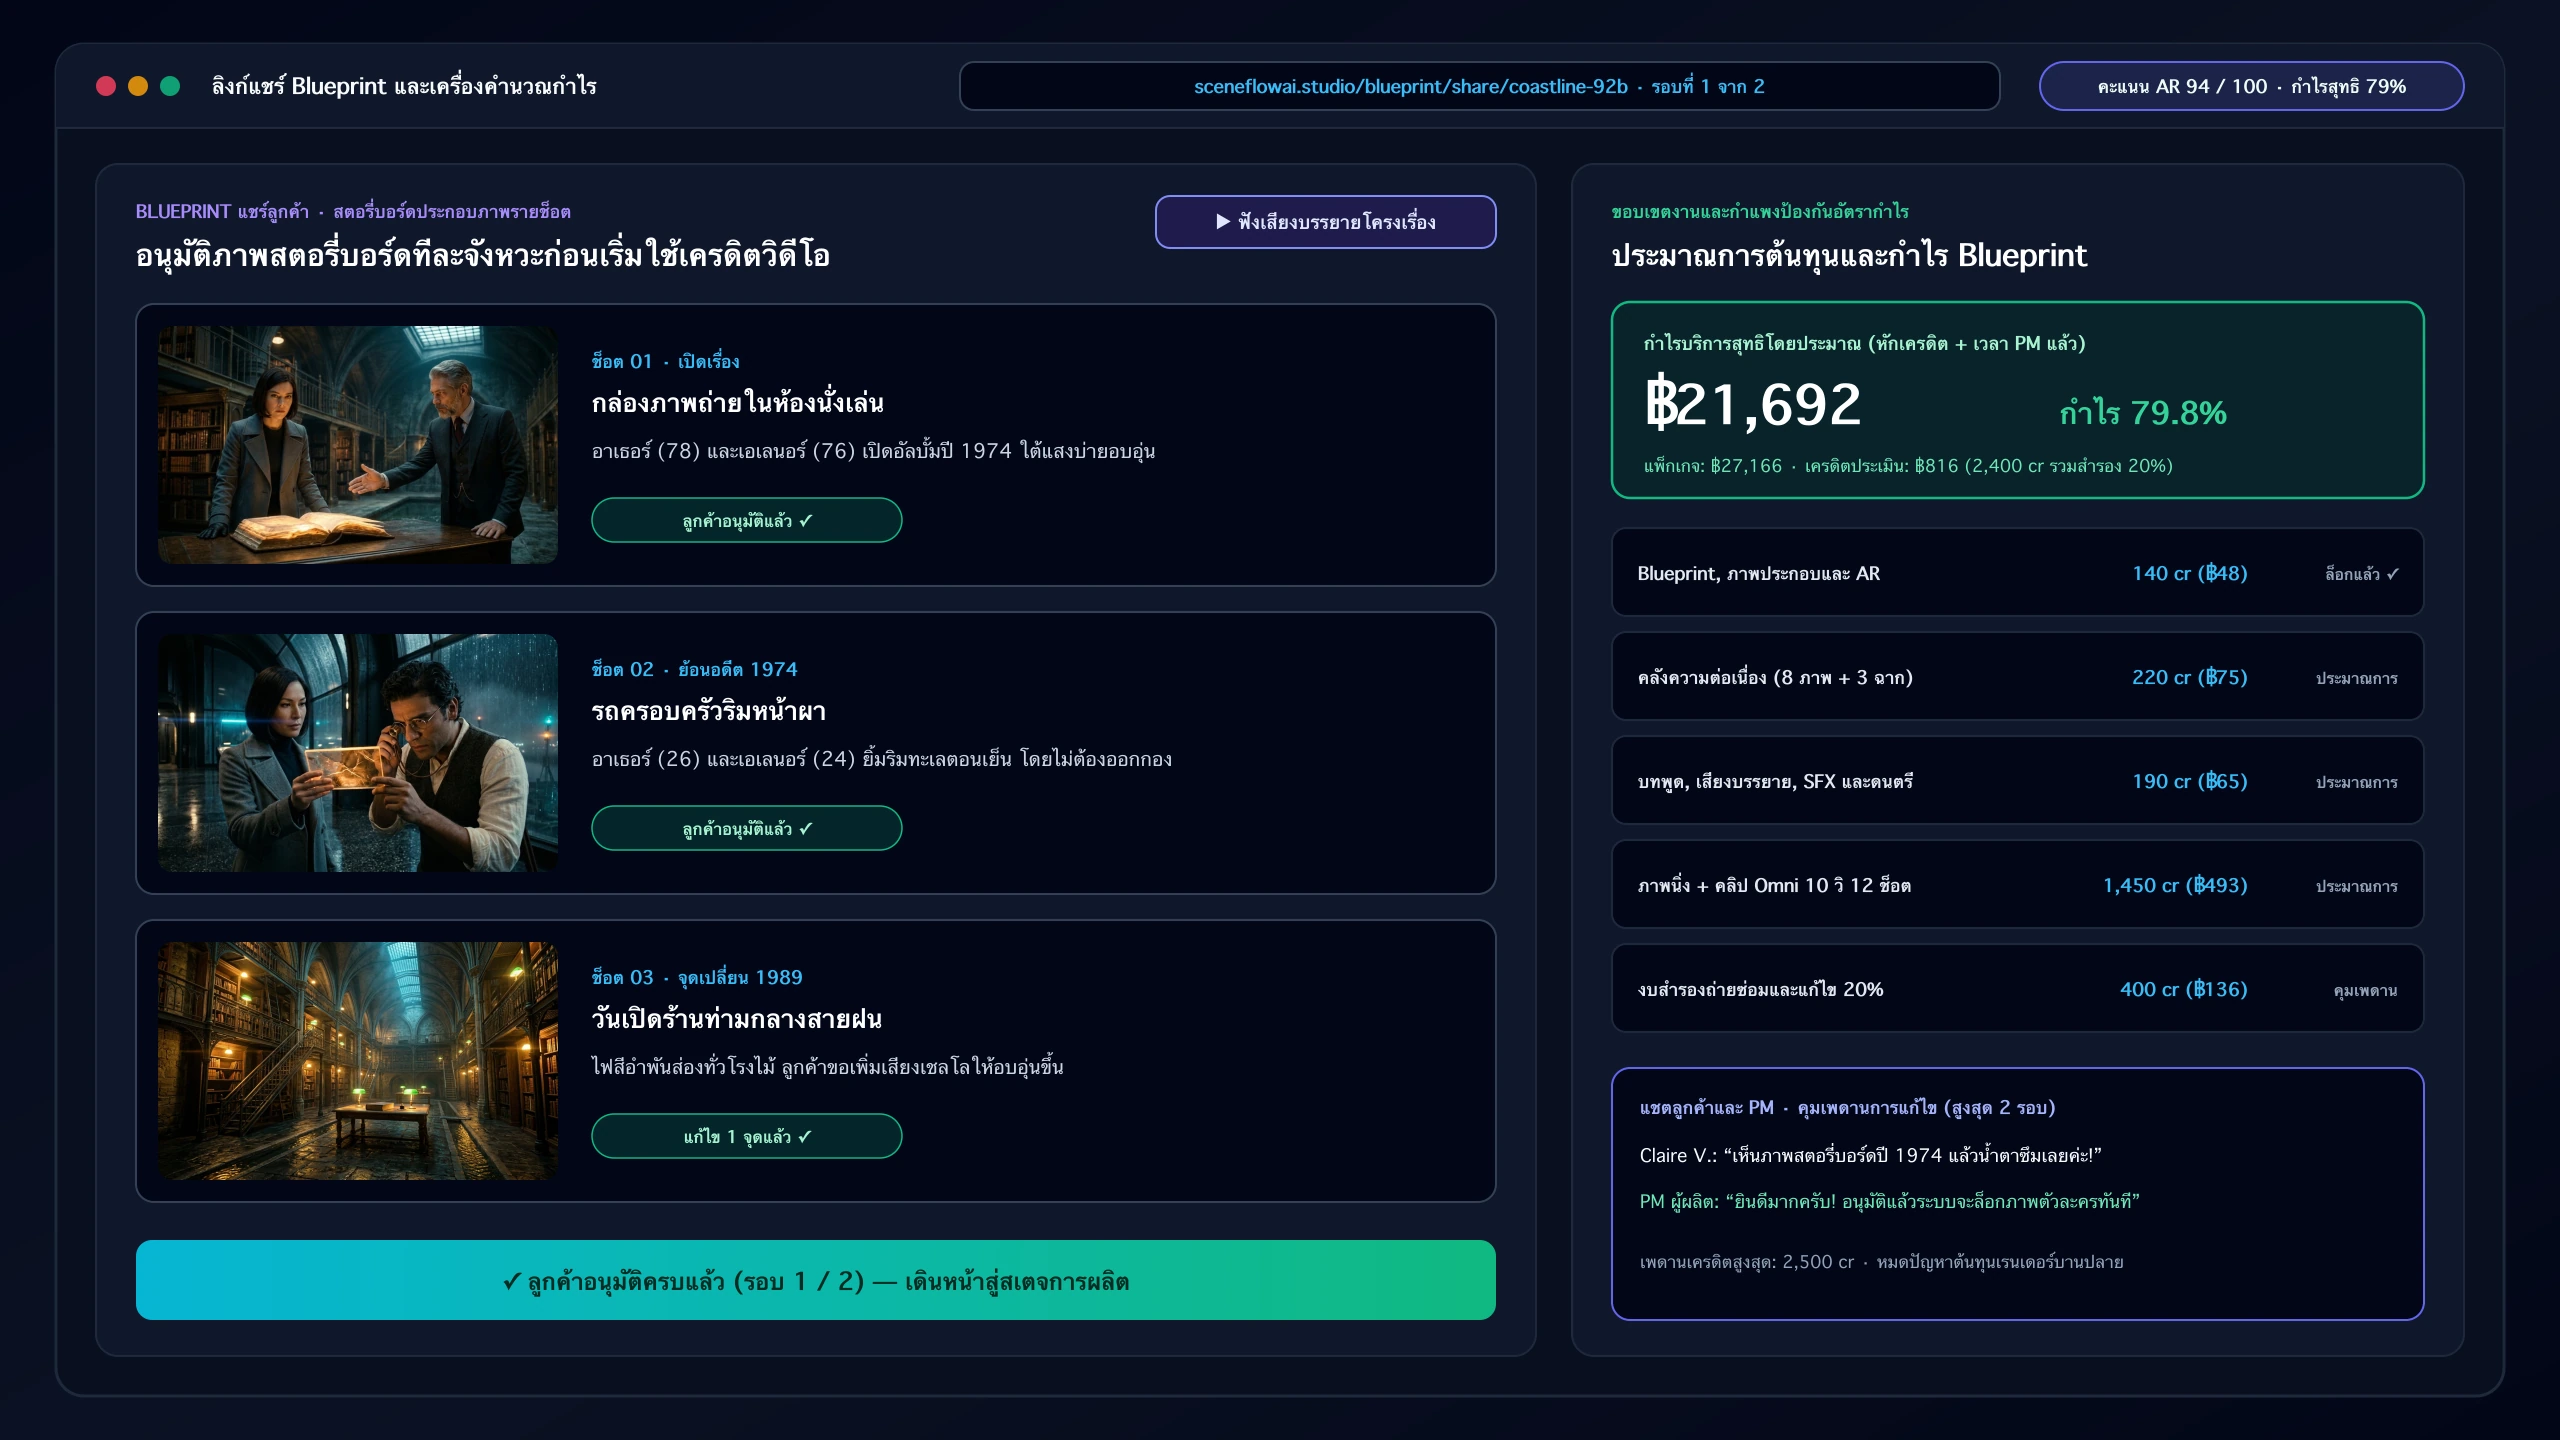 ลิงก์แชร์ Blueprint และเครื่องคำนวณกำไร
sceneflowai.studio/blueprint/share/coastline-92b · รอบที่ 1 จาก 2
คะแนน AR 94 / 100 · กำไรสุทธิ 79%
BLUEPRINT แชร์ลูกค้า · สตอรี่บอร์ดประกอบภาพรายช็อต
อนุมัติภาพสตอรี่บอร์ดทีละจังหวะก่อนเริ่มใช้เครดิตวิดีโอ
▶ ฟังเสียงบรรยายโครงเรื่อง
ช็อต 01 · เปิดเรื่อง
กล่องภาพถ่ายในห้องนั่งเล่น
อาเธอร์ (78) และเอเลนอร์ (76) เปิดอัลบั้มปี 1974 ใต้แสงบ่ายอบอุ่น
ลูกค้าอนุมัติแล้ว ✓
ช็อต 02 · ย้อนอดีต 1974
รถครอบครัวริมหน้าผา
อาเธอร์ (26) และเอเลนอร์ (24) ยิ้มริมทะเลตอนเย็น โดยไม่ต้องออกกอง
ลูกค้าอนุมัติแล้ว ✓
ช็อต 03 · จุดเปลี่ยน 1989
วันเปิดร้านท่ามกลางสายฝน
ไฟสีอำพันส่องทั่วโรงไม้ ลูกค้าขอเพิ่มเสียงเชลโลให้อบอุ่นขึ้น
แก้ไข 1 จุดแล้ว ✓
✓ ลูกค้าอนุมัติครบแล้ว (รอบ 1 / 2) — เดินหน้าสู่สเตจการผลิต
ขอบเขตงานและกำแพงป้องกันอัตรากำไร
ประมาณการต้นทุนและกำไร Blueprint
กำไรบริการสุทธิโดยประมาณ (หักเครดิต + เวลา PM แล้ว)
฿21,692
กำไร 79.8%
แพ็กเกจ: ฿27,166 · เครดิตประเมิน: ฿816 (2,400 cr รวมสำรอง 20%)
Blueprint, ภาพประกอบและ AR 140 cr (฿48) ล็อกแล้ว ✓
คลังความต่อเนื่อง (8 ภาพ + 3 ฉาก) 220 cr (฿75) ประมาณการ
บทพูด, เสียงบรรยาย, SFX และดนตรี 190 cr (฿65) ประมาณการ
ภาพนิ่ง + คลิป Omni 10 วิ 12 ช็อต 1,450 cr (฿493) ประมาณการ
งบสำรองถ่ายซ่อมและแก้ไข 20% 400 cr (฿136) คุมเพดาน
แชตลูกค้าและ PM · คุมเพดานการแก้ไข (สูงสุด 2 รอบ)
Claire V.: “เห็นภาพสตอรี่บอร์ดปี 1974 แล้วน้ำตาซึมเลยค่ะ!”
PM ผู้ผลิต: “ยินดีมากครับ! อนุมัติแล้วระบบจะล็อกภาพตัวละครทันที”
เพดานเครดิตสูงสุด: 2,500 cr · หมดปัญหาต้นทุนเรนเดอร์บานปลาย